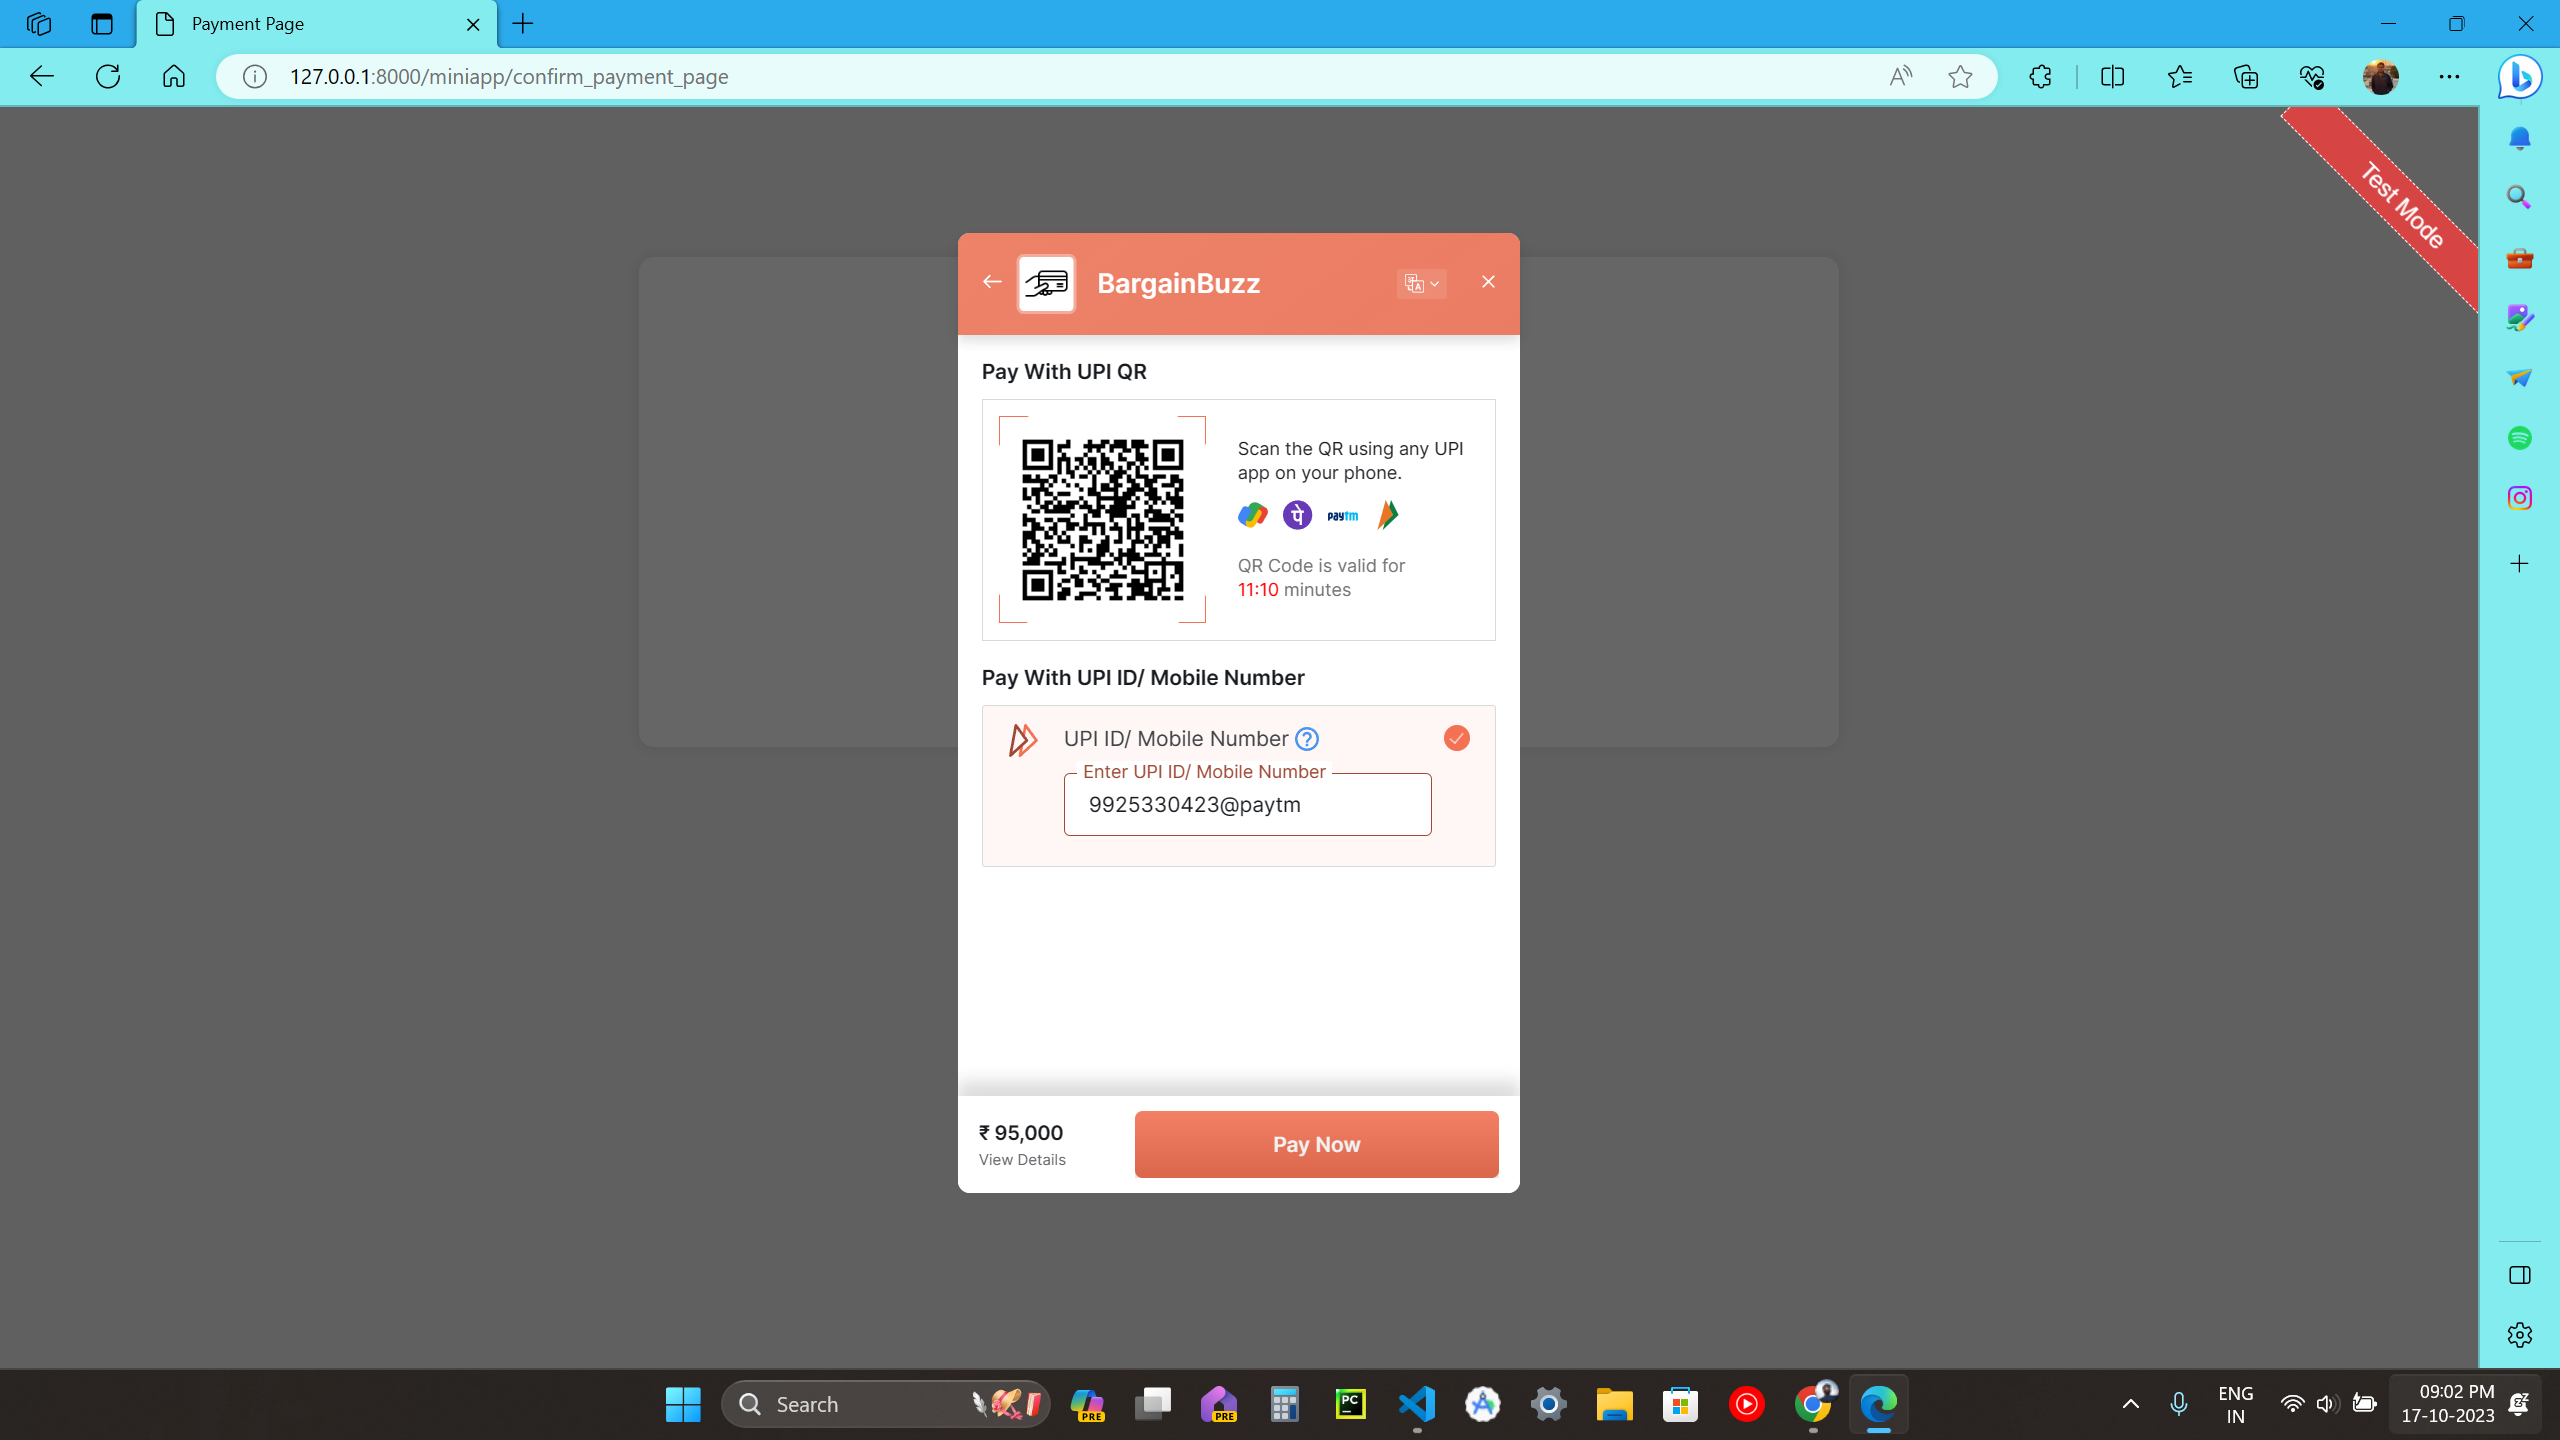 Payment Page
127.0.0.1:8000/miniapp/confirm_payment_page
Test Mode
BargainBuzz
Pay With UPI QR
Scan the QR using any UPI
app on your phone.
paytm
QR Code is valid for
11:10 minutes
Pay With UPI ID/ Mobile Number
UPI ID/ Mobile Number
Enter UPI ID/ Mobile Number
9925330423@paytm
₹ 95,000
View Details
Pay Now
Search
PRE
PRE
PC
ENG
IN
09:02 PM
17-10-2023